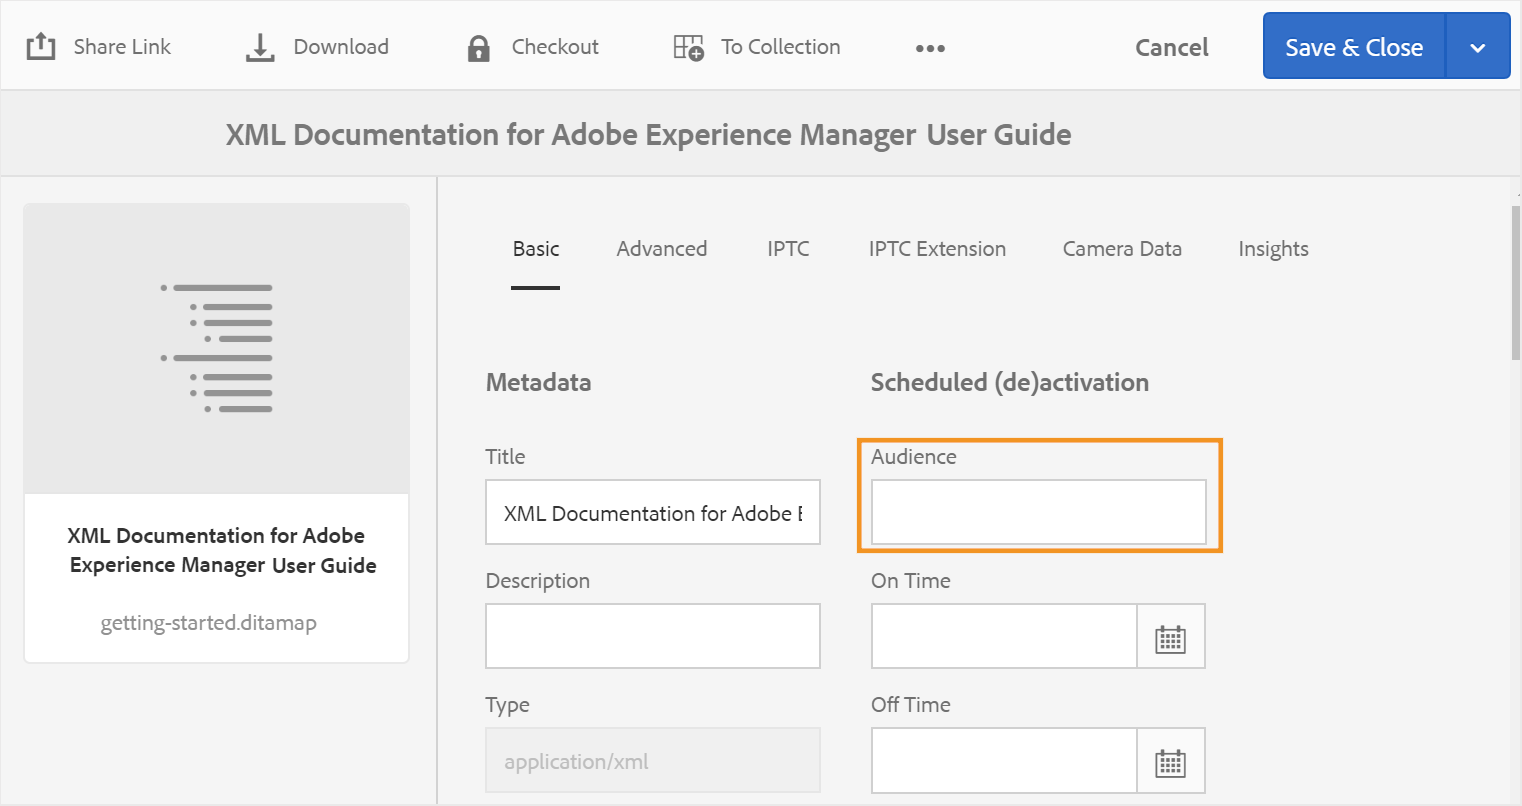 Share Link Download Checkout To Collection ••• Cancel Save & Close
XML Documentation for Adobe Experience Manager User Guide
Basic Advanced IPTC IPTC Extension Camera Data Insights
XML Documentation for Adobe
Experience Manager User Guide
getting-started.ditamap
Metadata
Title
XML Documentation for Adobe E
Description
Type
application/xml
Scheduled (de)activation
Audience
On Time
Off Time